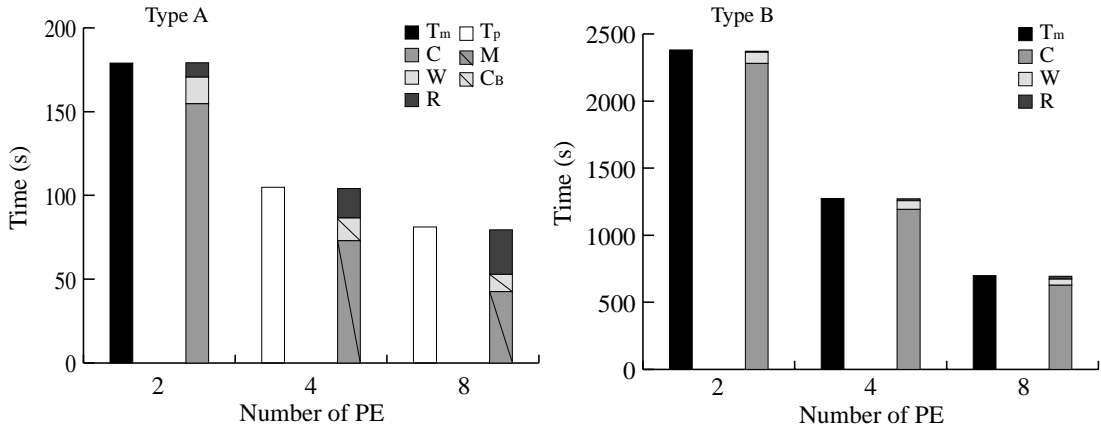 Type A
200
150
100
50
0
Time (s)
Tm
C
W
R
Tp
M
CB
2 4 8
Number of PE
Type B
2500
2000
1500
1000
500
0
Time (s)
Tm
C
W
R
2 4 8
Number of PE